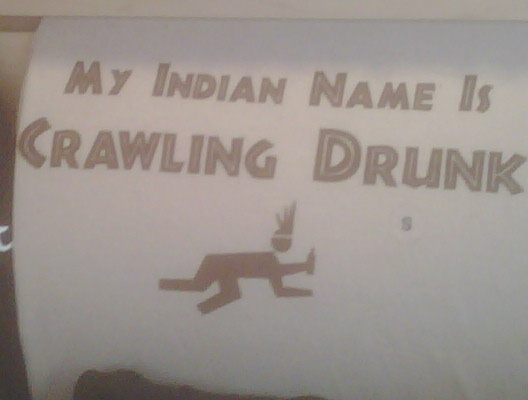 My Indian Name Is
Crawling Drunk
S